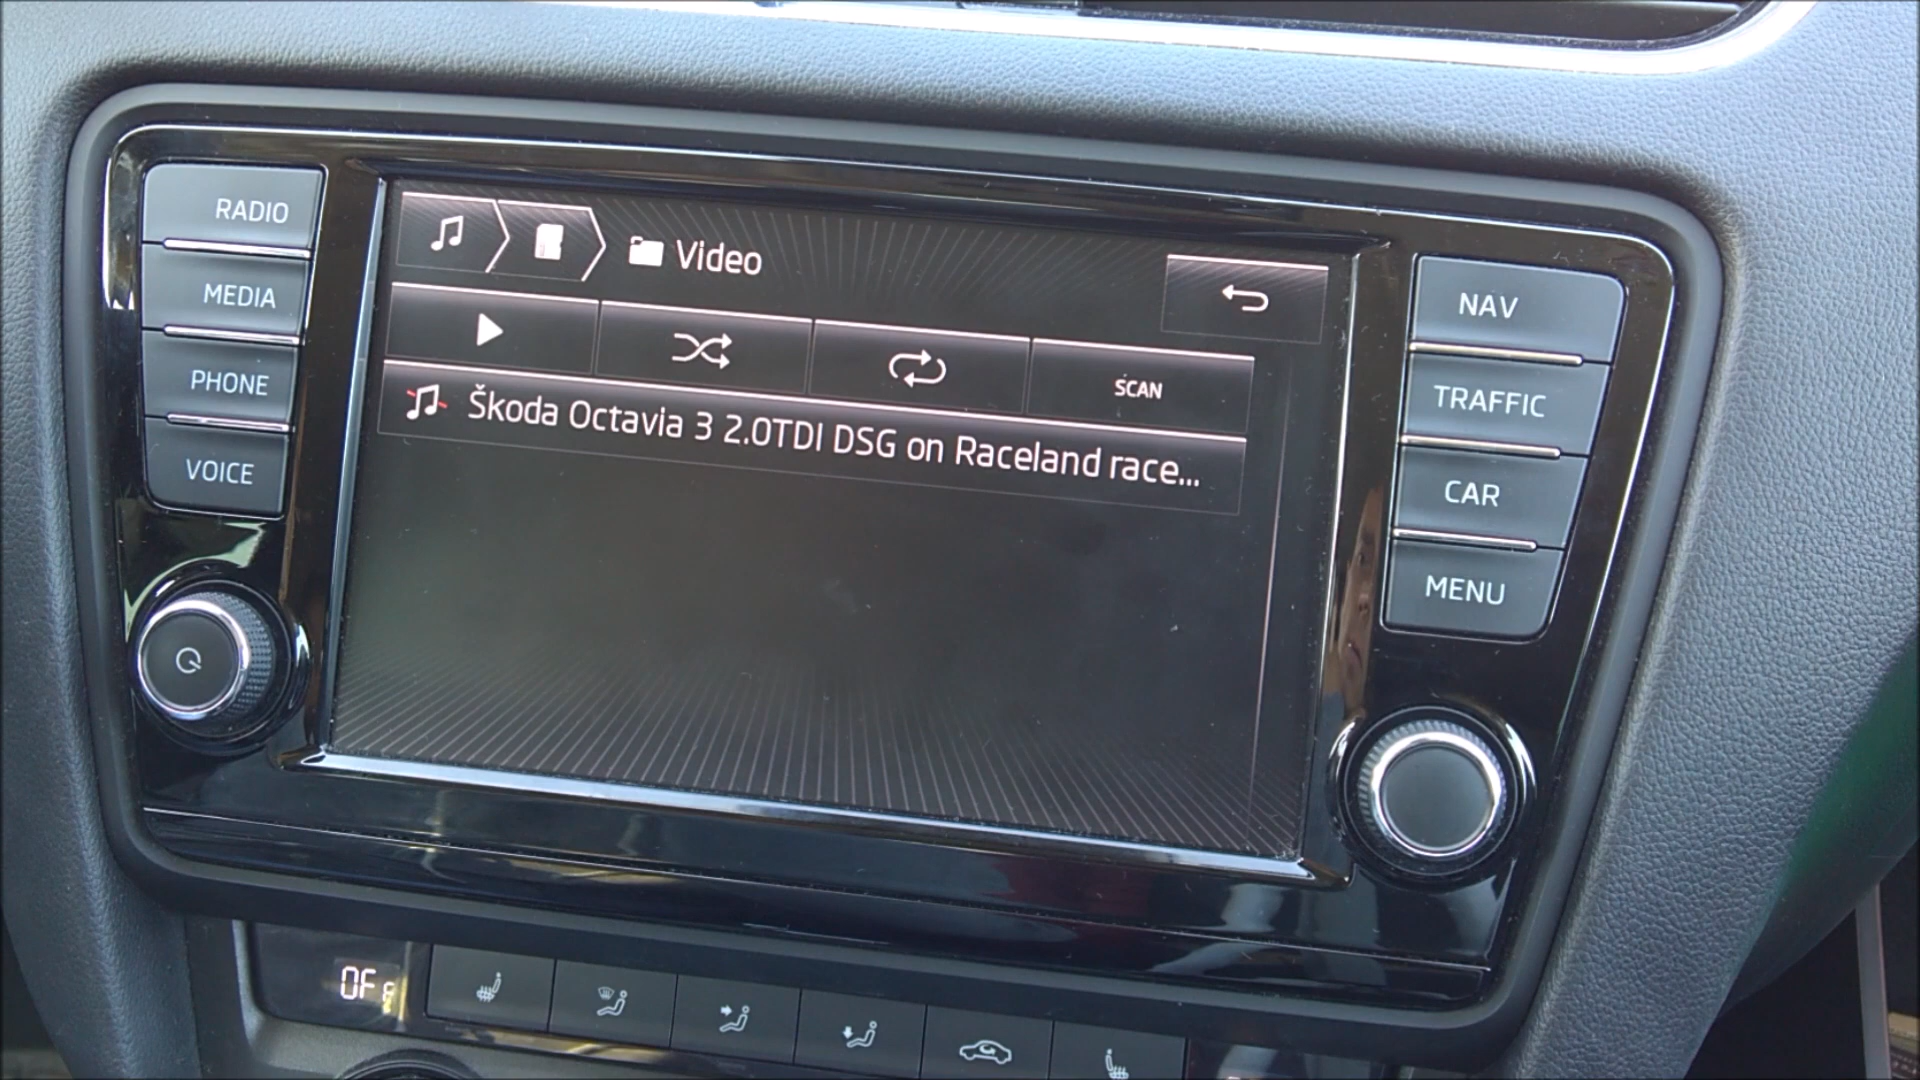 RADIO
MEDIA
PHONE
VOICE
Video
SCAN
Škoda Octavia 3 2.0TDI DSG on Raceland race...
NAV
TRAFFIC
CAR
MENU
OFF